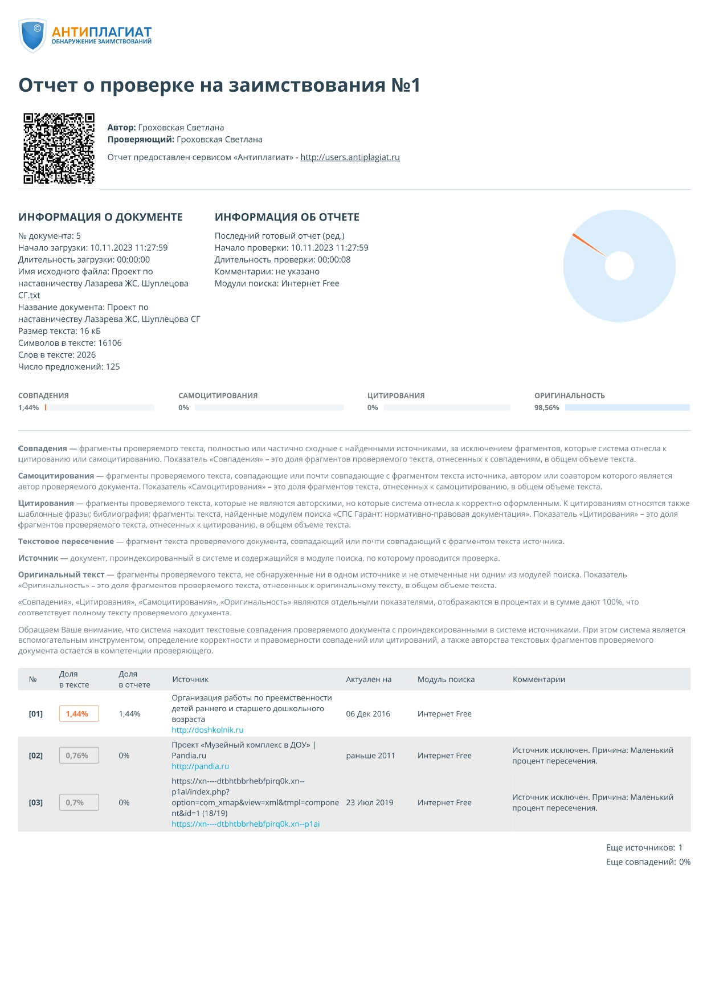 АНТИПЛАГИАТ
ОБНАРУЖЕНИЕ ЗАИМСТВОВАНИЙ
Отчет о проверке на заимствования №1
Автор: Гроховская Светлана
Проверяющий: Гроховская Светлана
Отчет предоставлен сервисом «Антиплагиат» - http://users.antiplagiat.ru
ИНФОРМАЦИЯ О ДОКУМЕНТЕ
№ документа: 5
Начало загрузки: 10.11.2023 11:27:59
Длительность загрузки: 00:00:00
Имя исходного файла: Проект по
наставничеству Лазарева ЖС, Шуплецова
СГ.txt
Название документа: Проект по
наставничеству Лазарева ЖС, Шуплецова СГ
Размер текста: 16 кБ
Символов в тексте: 16106
Слов в тексте: 2026
Число предложений: 125
ИНФОРМАЦИЯ ОБ ОТЧЕТЕ
Последний готовый отчет (ред.)
Начало проверки: 10.11.2023 11:27:59
Длительность проверки: 00:00:08
Комментарии: не указано
Модули поиска: Интернет Free
СОВПАДЕНИЯ
1,44%
САМОЦИТИРОВАНИЯ
0%
ЦИТИРОВАНИЯ
0%
ОРИГИНАЛЬНОСТЬ
98,56%
Совпадения — фрагменты проверяемого текста, полностью или частично сходные с найденными источниками, за исключением фрагментов, которые система отнесла к
цитированию или самоцитированию. Показатель «Совпадения» – это доля фрагментов проверяемого текста, отнесенных к совпадениям, в общем объеме текста.
Самоцитирования — фрагменты проверяемого текста, совпадающие или почти совпадающие с фрагментом текста источника, автором или соавтором которого является
автор проверяемого документа. Показатель «Самоцитирования» – это доля фрагментов текста, отнесенных к самоцитированию, в общем объеме текста.
Цитирования — фрагменты проверяемого текста, которые не являются авторскими, но которые система отнесла к корректно оформленным. К цитированиям относятся также
шаблонные фразы; библиография; фрагменты текста, найденные модулем поиска «СПС Гарант: нормативно-правовая документация». Показатель «Цитирования» – это доля
фрагментов проверяемого текста, отнесенных к цитированию, в общем объеме текста.
Текстовое пересечение — фрагмент текста проверяемого документа, совпадающий или почти совпадающий с фрагментом текста источника.
Источник — документ, проиндексированный в системе и содержащийся в модуле поиска, по которому проводится проверка.
Оригинальный текст — фрагменты проверяемого текста, не обнаруженные ни в одном источнике и не отмеченные ни одним из модулей поиска. Показатель
«Оригинальность» – это доля фрагментов проверяемого текста, отнесенных к оригинальному тексту, в общем объеме текста.
«Совпадения», «Цитирования», «Самоцитирования», «Оригинальность» являются отдельными показателями, отображаются в процентах и в сумме дают 100%, что
соответствует полному тексту проверяемого документа.
Обращаем Ваше внимание, что система находит текстовые совпадения проверяемого документа с проиндексированными в системе источниками. При этом система является
вспомогательным инструментом, определение корректности и правомерности совпадений или цитирований, а также авторства текстовых фрагментов проверяемого
документа остается в компетенции проверяющего.
№
Доля
в тексте
Доля
в отчете
Источник
Актуален на
Модуль поиска
Комментарии
[01]
1,44%
1,44%
Организация работы по преемственности
детей раннего и старшего дошкольного
возраста
http://doshkolnik.ru
06 Дек 2016
Интернет Free
[02]
0,76%
0%
Проект «Музейный комплекс в ДОУ» |
Pandia.ru
http://pandia.ru
раньше 2011
Интернет Free
Источник исключен. Причина: Маленький
процент пересечения.
[03]
0,7%
0%
https://xn----dtbhtbbrhebfpirq0k.xn--
p1ai/index.php?
option=com_xmap&view=xml&tmpl=compone
nt&id=1 (18/19)
https://xn----dtbhtbbrhebfpirq0k.xn--p1ai
23 Июл 2019
Интернет Free
Источник исключен. Причина: Маленький
процент пересечения.
Еще источников: 1
Еще совпадений: 0%